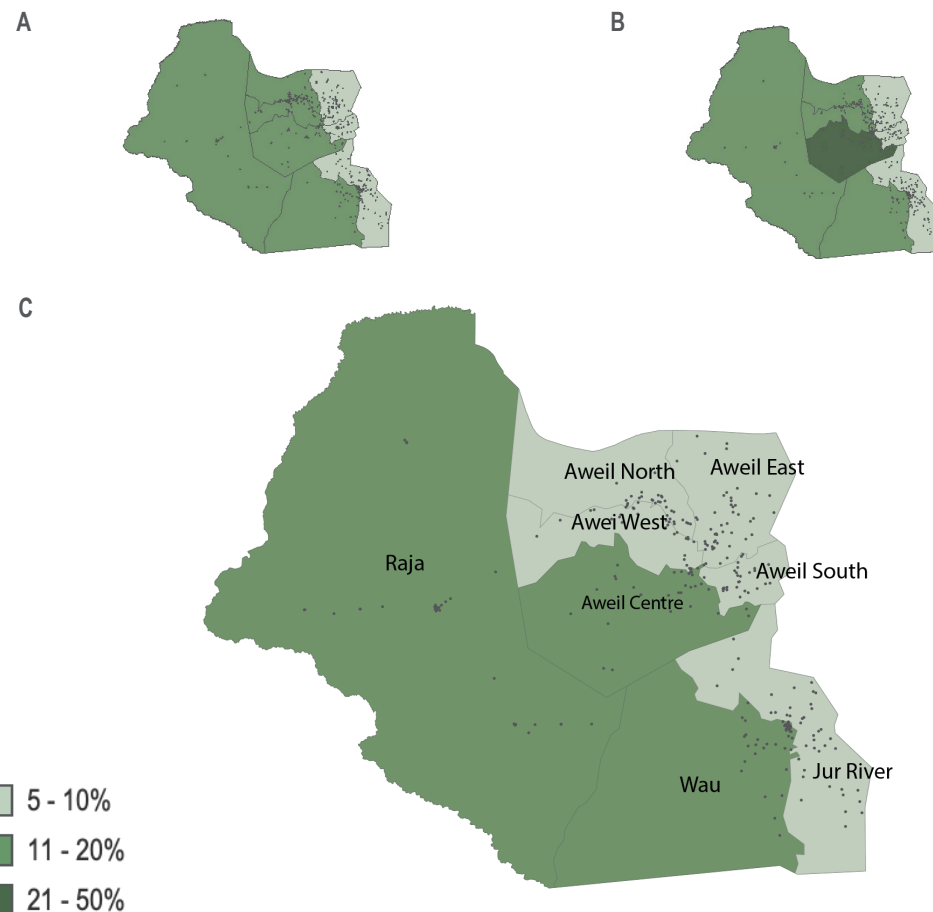 A
B
C
Aweil North
Aweil East
Awei West
Raja
Aweil South
Aweil Centre
Jur River
Wau
5 - 10%
11 - 20%
21 - 50%